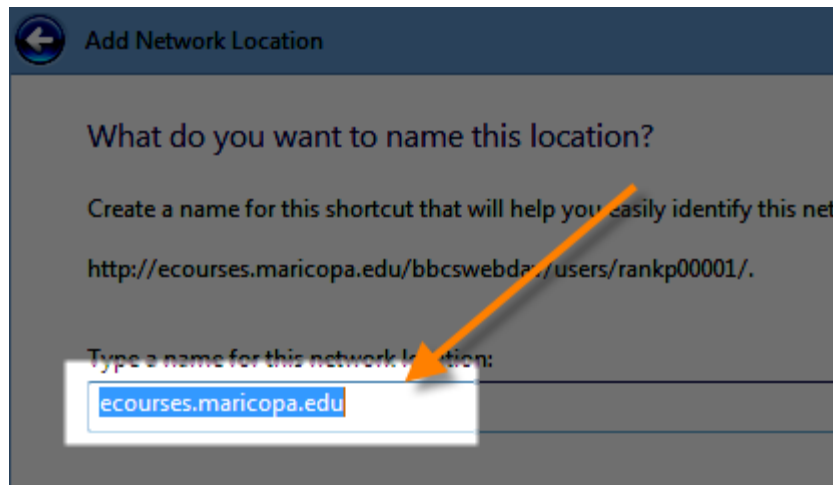 Add Network Location
What do you want to name this location?
Create a name for this shortcut that will help you easily identify this net
http://ecourses.maricopa.edu/bbcswebdav/users/rankp00001/.
Type a name for this network location:
ecourses.maricopa.edu